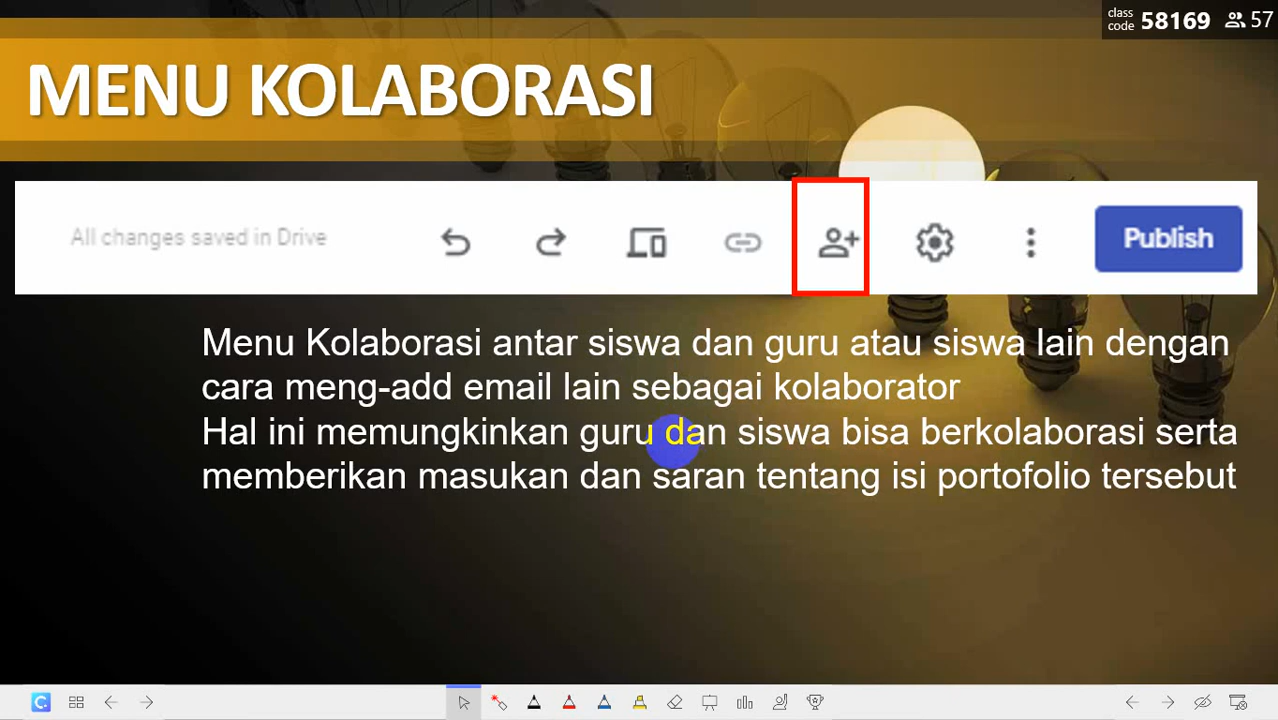 class
code 58169 57
MENU KOLABORASI
All changes saved in Drive
Publish
Menu Kolaborasi antar siswa dan guru atau siswa lain dengan
cara meng-add email lain sebagai kolaborator
Hal ini memungkinkan guru dan siswa bisa berkolaborasi serta
memberikan masukan dan saran tentang isi portofolio tersebut